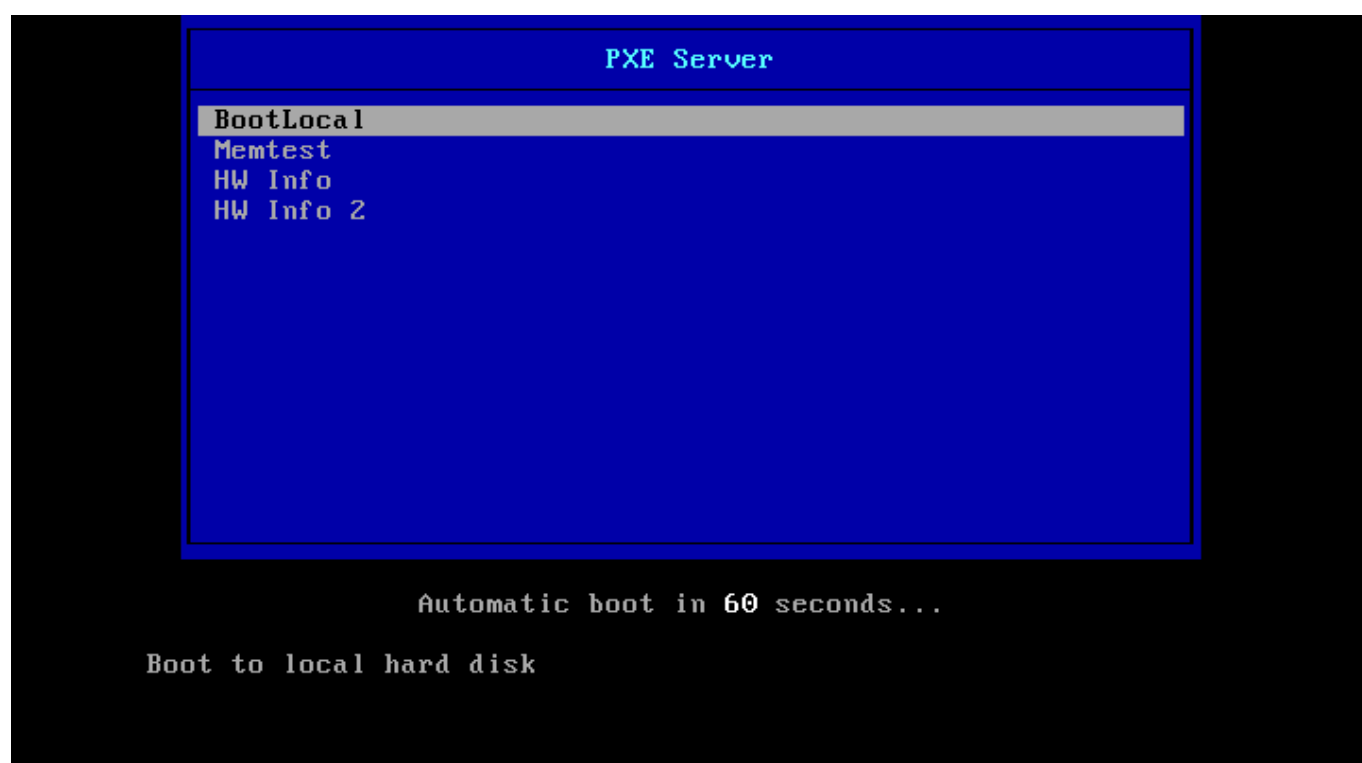 PXE Server
BootLocal
Memtest
HW Info
HW Info 2
Automatic boot in 60 seconds...
Boot to local hard disk